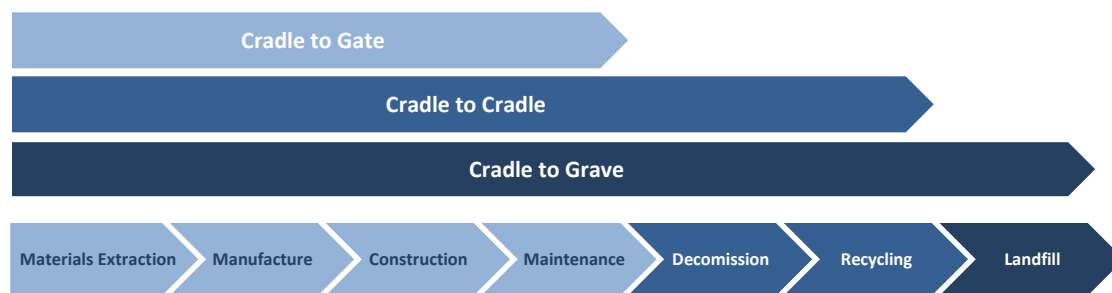 Cradle to Gate
Cradle to Cradle
Cradle to Grave
Materials Extraction
Manufacture
Construction
Maintenance
Decomission
Recycling
Landfill